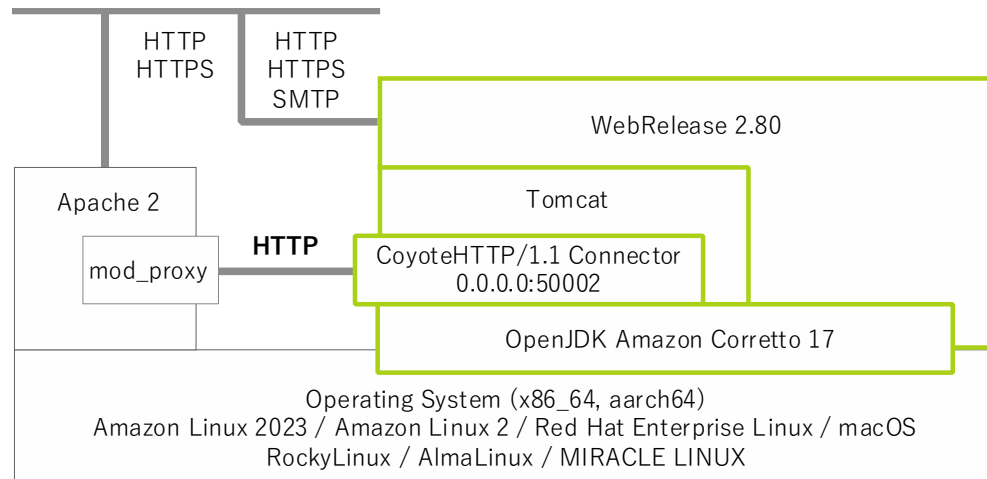 HTTP
HTTPS
HTTP
HTTPS
SMTP
WebRelease 2.80
Apache 2
Tomcat
mod_proxy
HTTP
CoyoteHTTP/1.1 Connector
0.0.0.0:50002
OpenJDK Amazon Corretto 17
Operating System (x86_64, aarch64)
Amazon Linux 2023 / Amazon Linux 2 / Red Hat Enterprise Linux / macOS
RockyLinux / AlmaLinux / MIRACLE LINUX